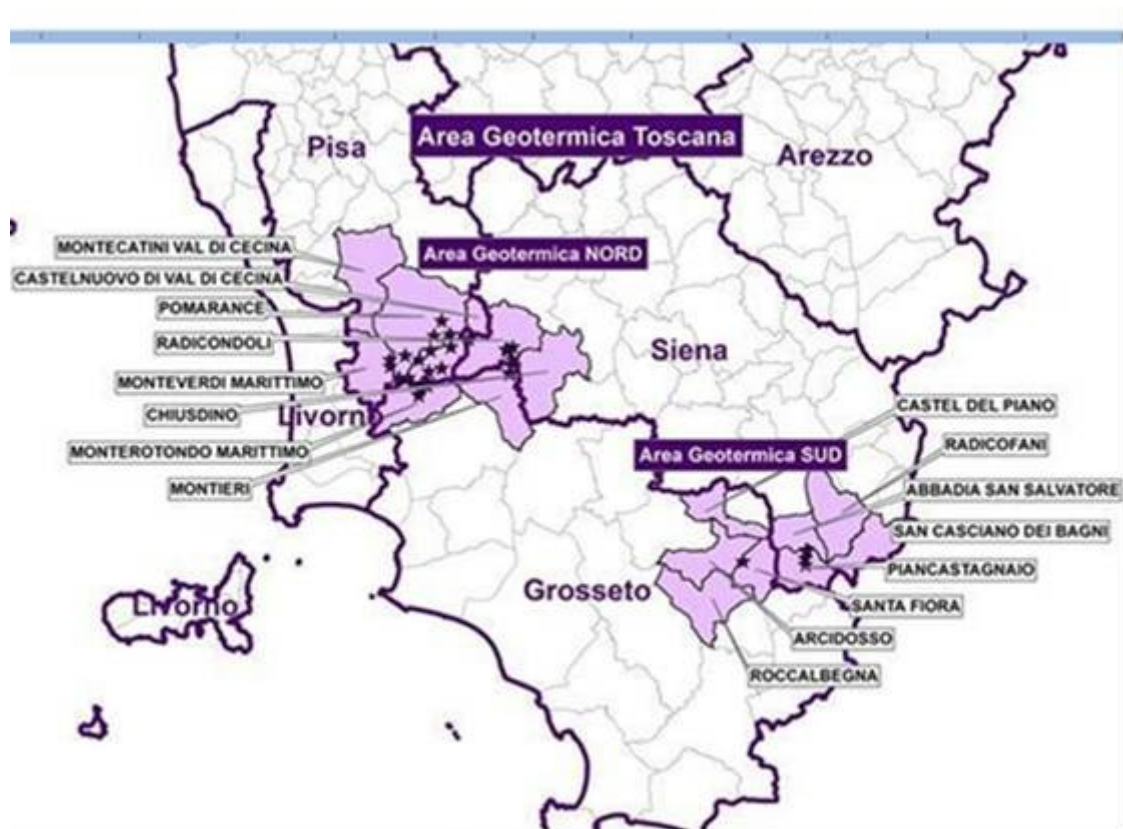 Area Geotermica Toscana
Pisa
Arezzo
MONTECATINI VAL DI CECINA
Area Geotermica NORD
CASTELNUOVO DI VAL DI CECINA
POMARANCE
RADICONDOLI
Siena
MONTEVERDI MARITTIMO
CHIUSDINO
Livorno
MONTEROTONDO MARITTIMO
MONTIERI
CASTEL DEL PIANO
RADICOFANI
Area Geotermica SUD
ABBADIA SAN SALVATORE
SAN CASCIANO DEI BAGNI
PIANCASTAGNAIO
Grosseto
SANTA FIORA
Livorno
ARCIDOSSO
ROCCALBEGNA